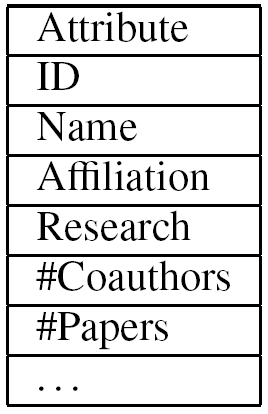 Attribute
ID
Name
Affiliation
Research
#Coauthors
#Papers
...